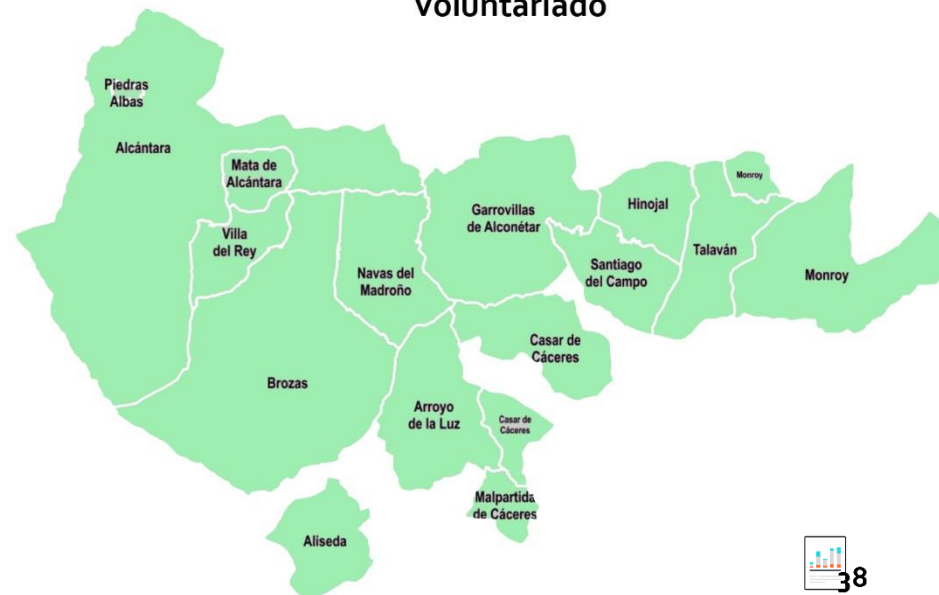 Voluntariado
Piedras
Albas
Alcántara
Mata de
Alcántara
Villa
del Rey
Navas del
Madroño
Brozas
Garrovillas
de Alconétar
Hinojal
Santiago
del Campo
Talaván
Monroy
Monroy
Casar de
Cáceres
Arroyo
de la Luz
Casar de
Cáceres
Malpartida
de Cáceres
Aliseda
38